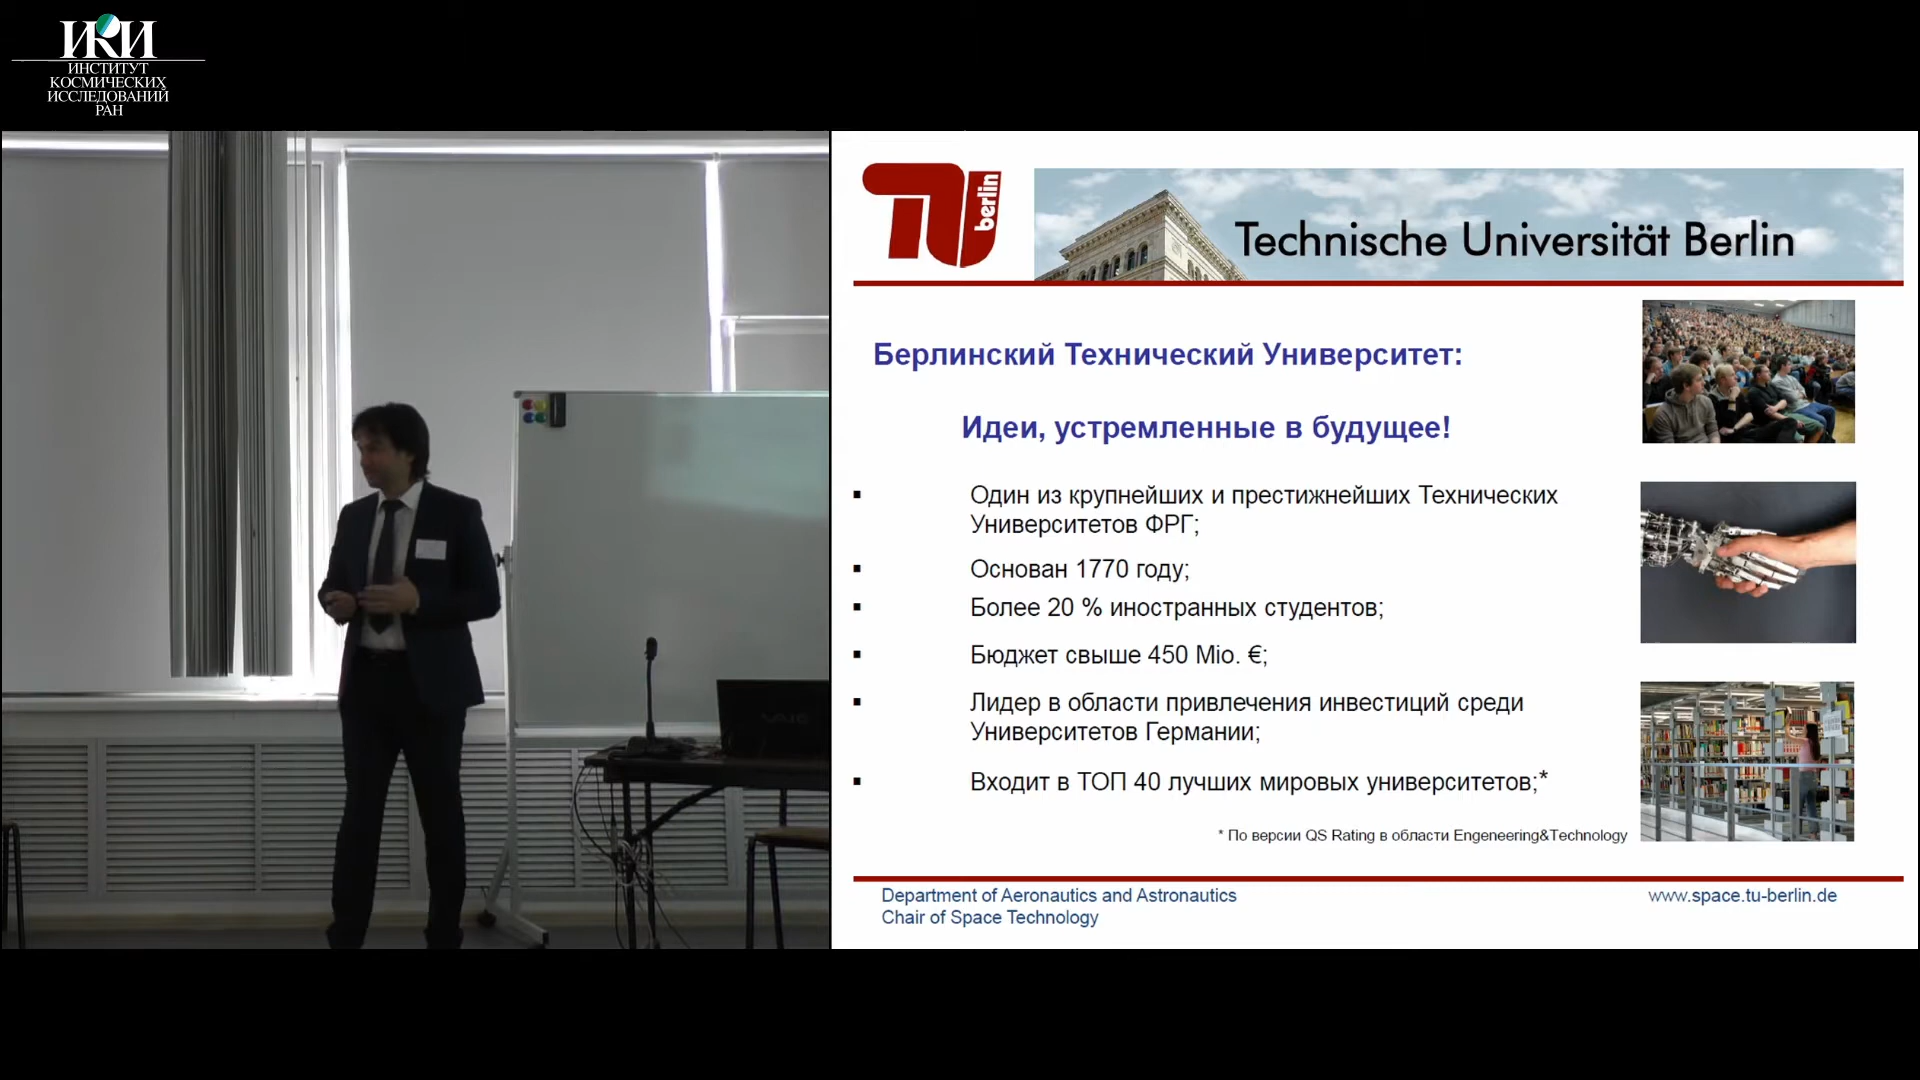 ИКИ
ИНСТИТУТ
КОСМИЧЕСКИХ
ИССЛЕДОВАНИЙ
РАН
TU berlin
Technische Universität Berlin
Берлинский Технический Университет:
Идеи, устремленные в будущее!
▪ Один из крупнейших и престижнейших Технических
Университетов ФРГ;
▪ Основан 1770 году;
▪ Более 20 % иностранных студентов;
▪ Бюджет свыше 450 Mio. €;
▪ Лидер в области привлечения инвестиций среди
Университетов Германии;
▪ Входит в ТОП 40 лучших мировых университетов;*
* По версии QS Rating в области Engeneering&Technology
Department of Aeronautics and Astronautics
Chair of Space Technology
www.space.tu-berlin.de
VAIO